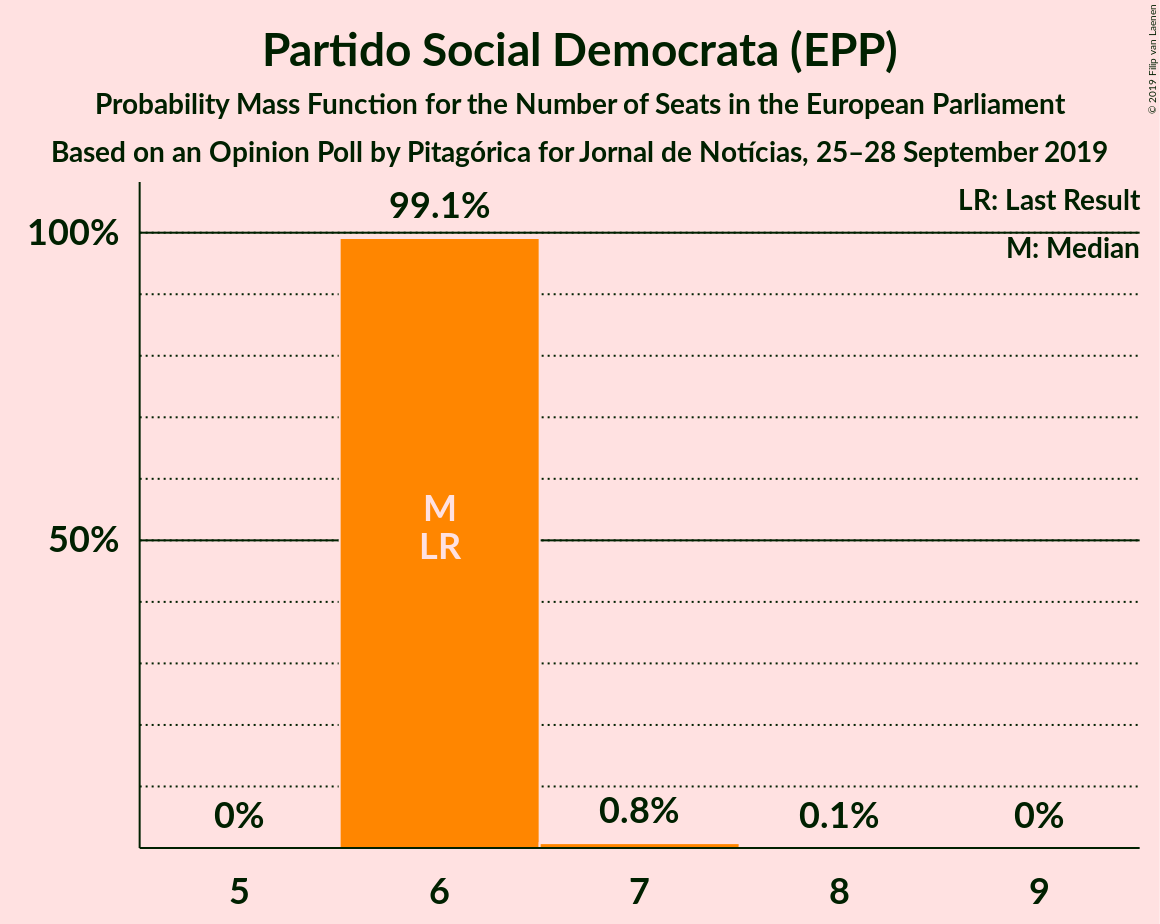 Partido Social Democrata (EPP)
Probability Mass Function for the Number of Seats in the European Parliament
Based on an Opinion Poll by Pitagórica for Jornal de Notícias, 25–28 September 2019
© 2019 Filip van Laenen
LR: Last Result
M: Median
100%
50%
99.1%
M
LR
0%
0.8%
0.1%
0%
5
6
7
8
9